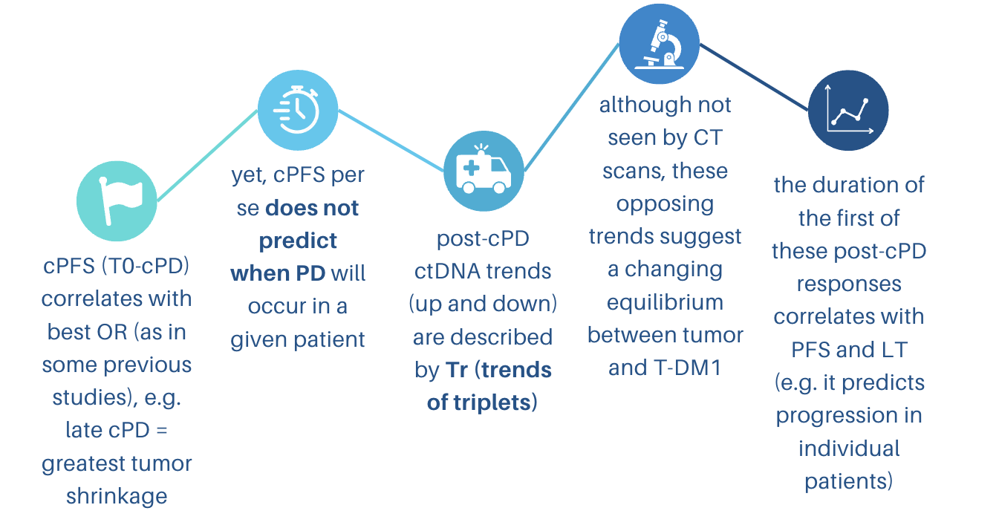 cPFS (T0-cPD)
correlates with
best OR (as in
some previous
studies), e.g.
late cPD =
greatest tumor
shrinkage
yet, cPFS per
se does not
predict
when PD will
occur in a
given patient
post-cPD
ctDNA trends
(up and down)
are described
by Tr (trends
of triplets)
although not
seen by CT
scans, these
opposing
trends suggest
a changing
equilibrium
between tumor
and T-DM1
the duration of
the first of
these post-cPD
responses
correlates with
PFS and LT
(e.g. it predicts
progression in
individual
patients)